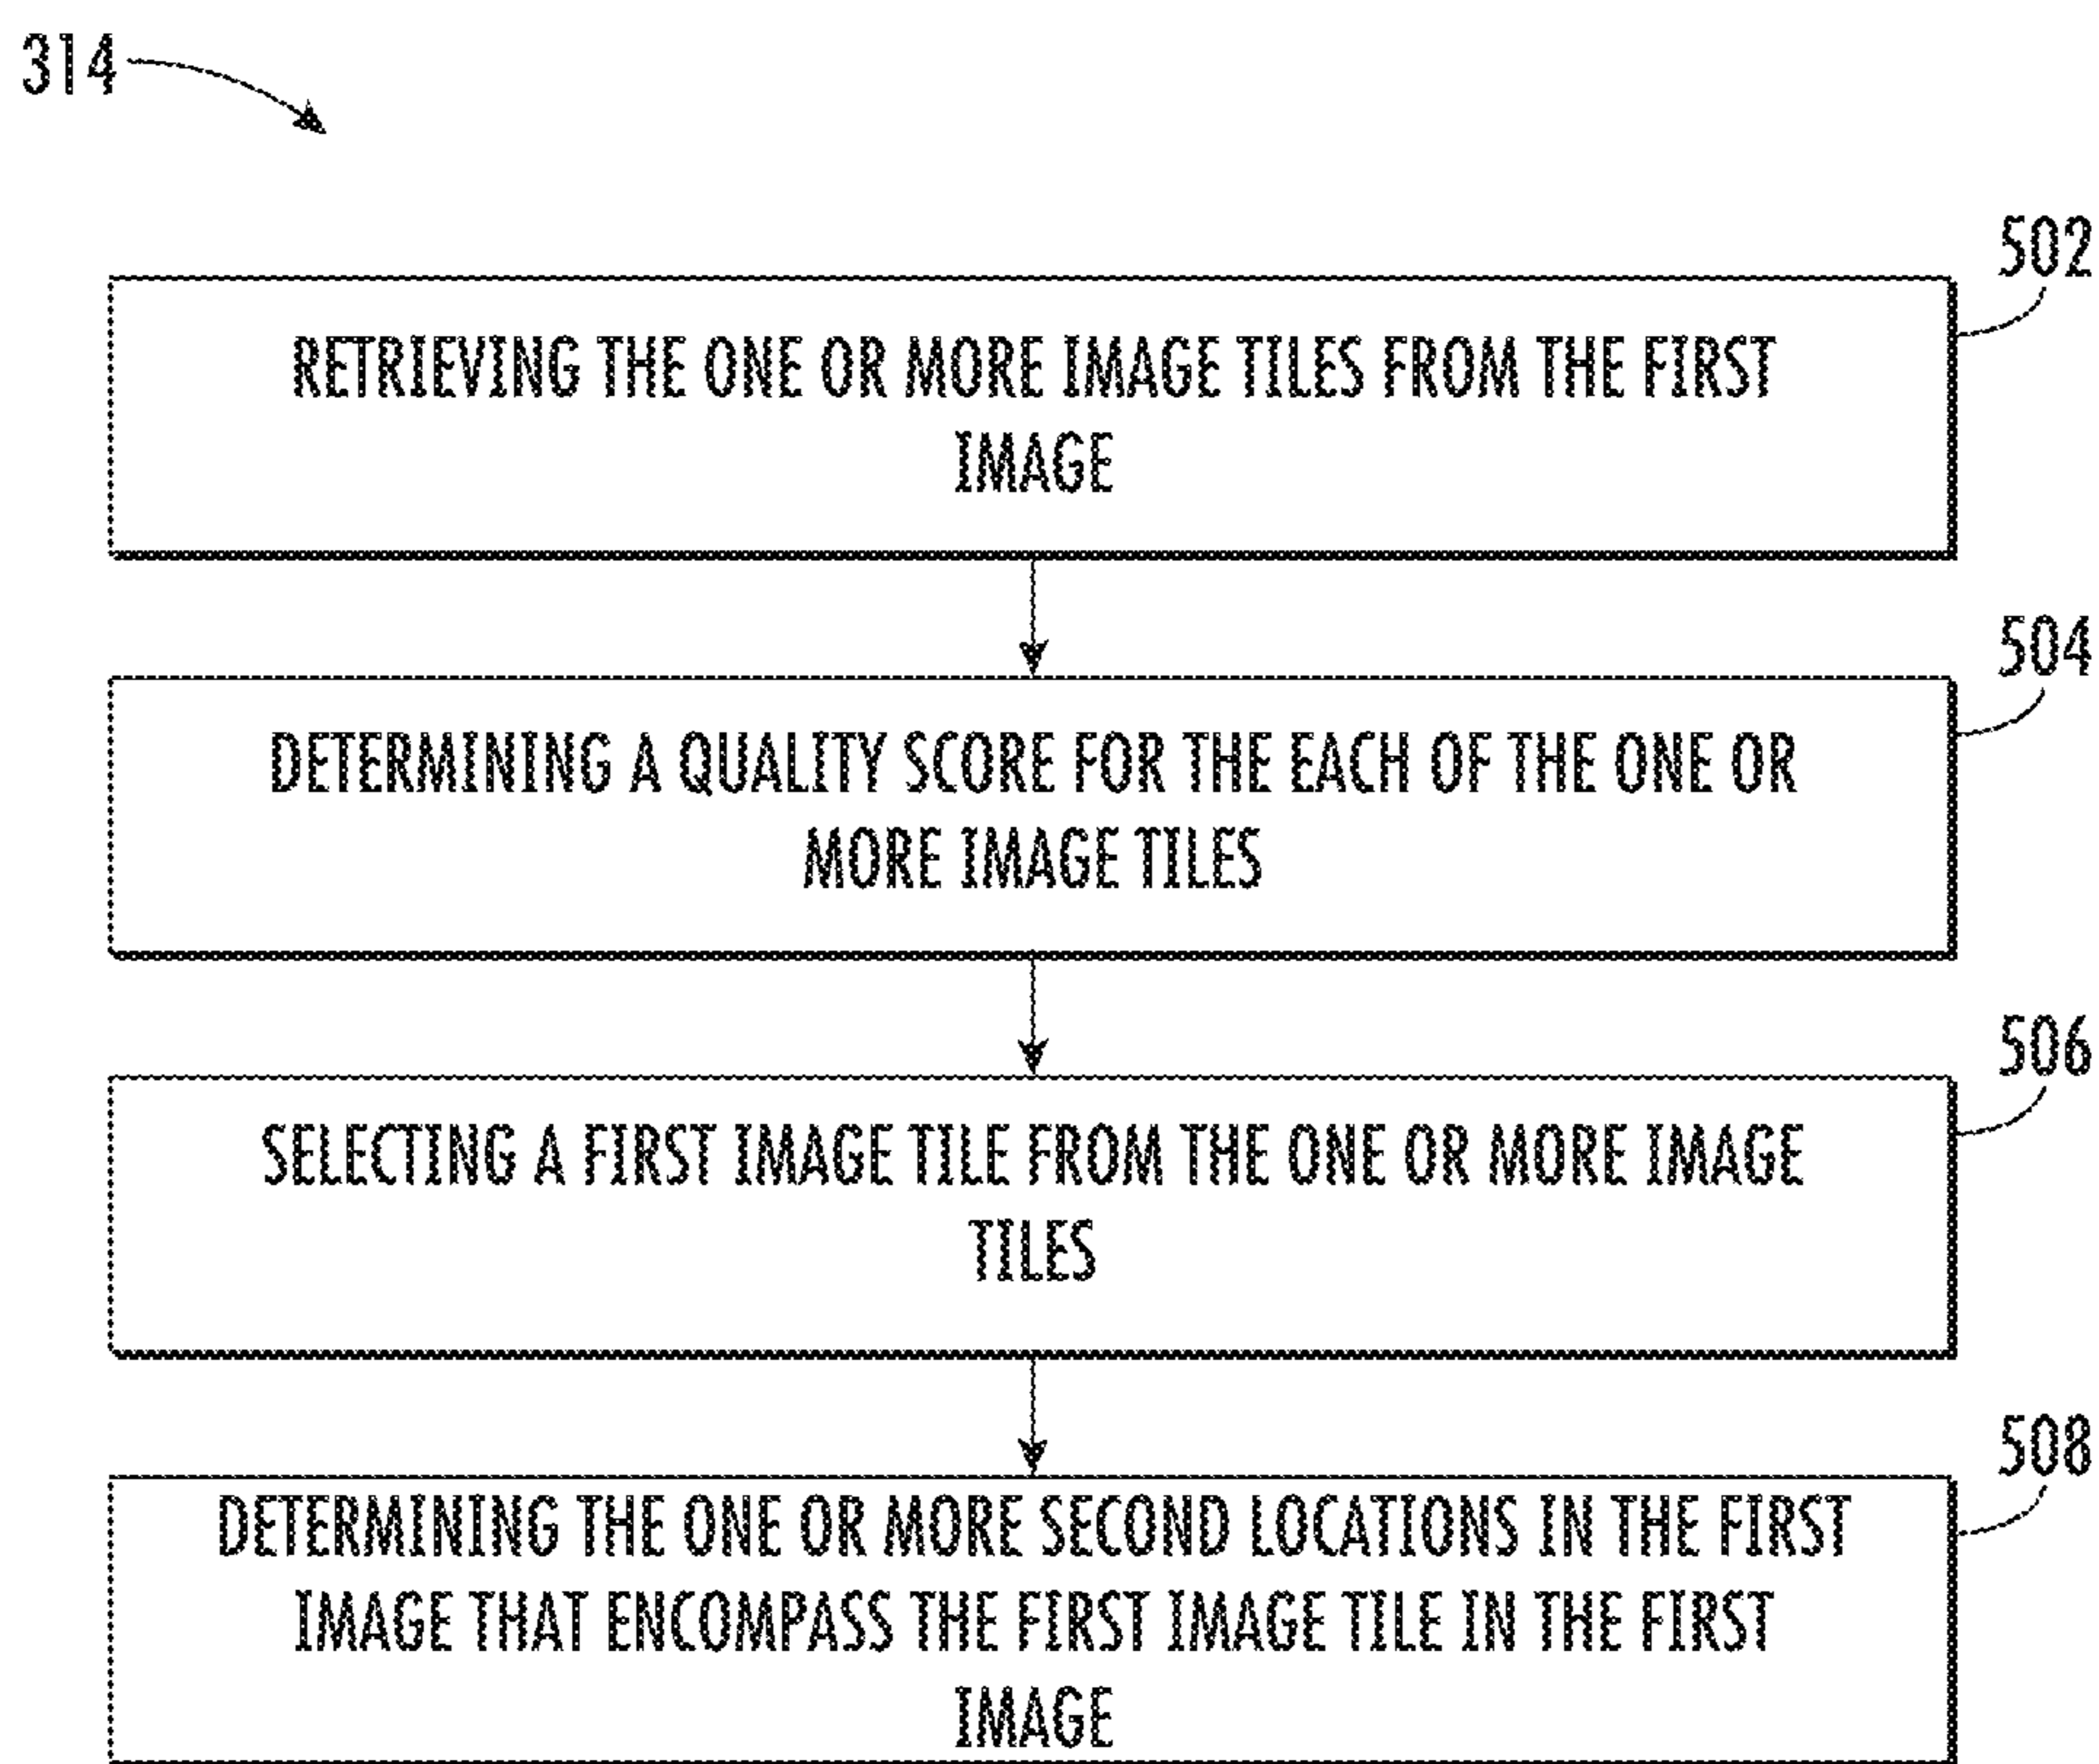 314
502
RETRIEVING THE ONE OR MORE IMAGE TILES FROM THE FIRST
IMAGE
504
DETERMINING A QUALITY SCORE FOR THE EACH OF THE ONE OR
MORE IMAGE TILES
506
SELECTING A FIRST IMAGE TILE FROM THE ONE OR MORE IMAGE
TILES
508
DETERMINING THE ONE OR MORE SECOND LOCATIONS IN THE FIRST
IMAGE THAT ENCOMPASS THE FIRST IMAGE TILE IN THE FIRST
IMAGE